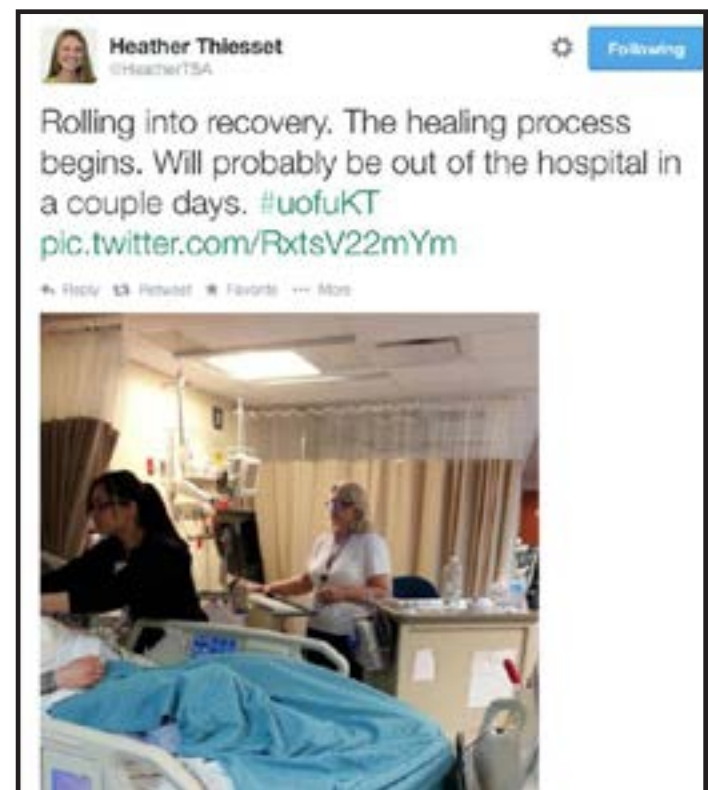 Heather Thiesset
@HeatherTSA
Following
Rolling into recovery. The healing process
begins. Will probably be out of the hospital in
a couple days. #uofuKT
pic.twitter.com/RxtsV22mYm
Reply Retweet Favorite ••• More